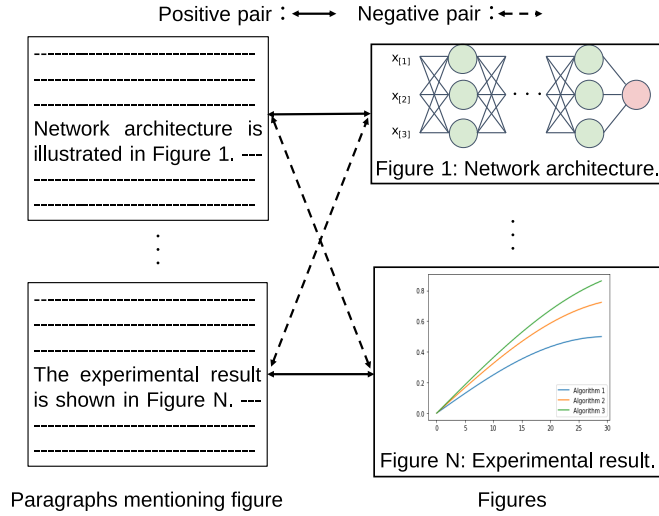 Positive pair :
Negative pair :
Network architecture is
illustrated in Figure 1. ---
The experimental result
is shown in Figure N. ---
Paragraphs mentioning figure
x[1]
x[2]
x[3]
Figure 1: Network architecture.
0.8
0.6
0.4
0.2
0.0
0 5 10 15 20 25 30
Algorithm 1
Algorithm 2
Algorithm 3
Figure N: Experimental result.
Figures